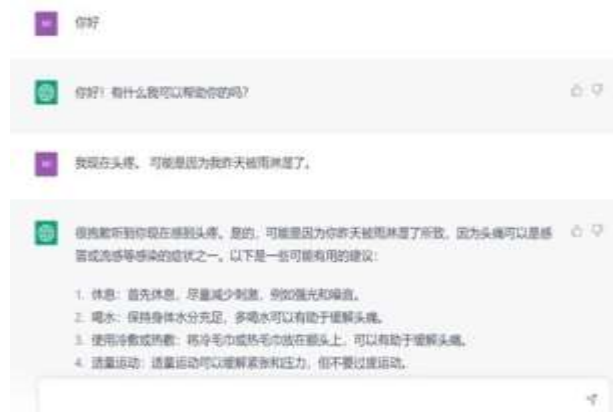 你好
你好！有什么我可以帮助你的吗？
我现在头疼。 可能是因为我昨天被雨淋湿了。
很抱歉听到你现在感到头疼。是的，可能是因为你昨天被雨淋湿了所致，因为头痛可以是感
冒或流感等感染的症状之一。以下是一些可能有用的建议：
1. 休息：首先休息，尽量减少刺激，例如强光和噪音。
2. 喝水：保持身体水分充足，多喝水可以有助于缓解头痛。
3. 使用冷敷或热敷：将冷毛巾或热毛巾放在额头上，可以有助于缓解头痛。
4. 适量运动：适量运动可以缓解紧张和压力，但不要过度运动。